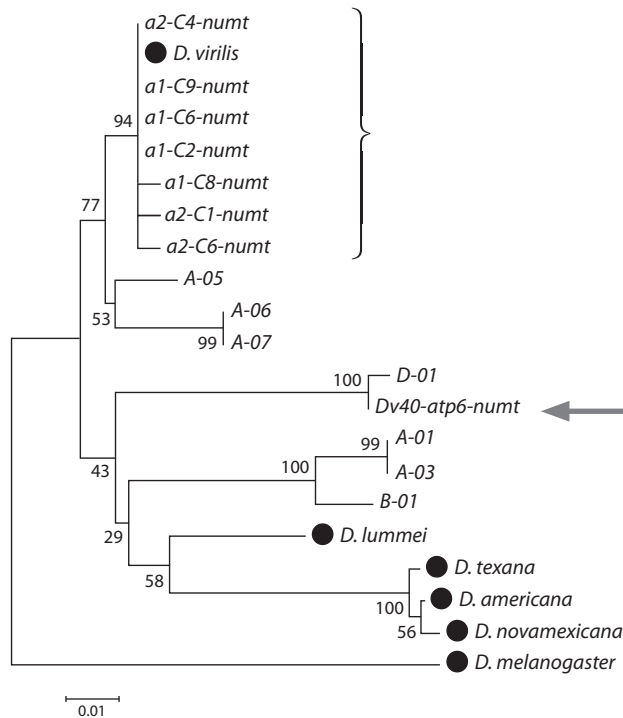 a2-C4-numt
D. virilis
a1-C9-numt
a1-C6-numt
94
a1-C2-numt
a1-C8-numt
77
a2-C1-numt
a2-C6-numt
A-05
A-06
53
99
A-07
100
D-01
Dv40-atp6-numt
A-01
99
43
100
A-03
B-01
29
D. lummei
58
D. texana
100
D. americana
56
D. novamexicana
D. melanogaster
0.01